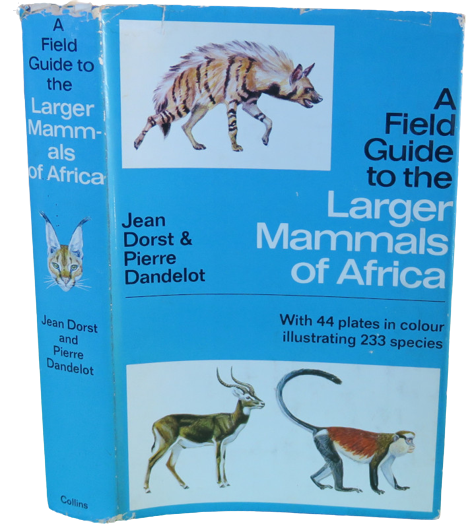 A
Field
Guide to
the
Larger
Mamm-
als
of Africa
Jean Dorst
and
Pierre
Dandelot
Collins
A
Field
Guide
to the
Larger
Mammals
of Africa
Jean
Dorst &
Pierre
Dandelot
With 44 plates in colour
illustrating 233 species